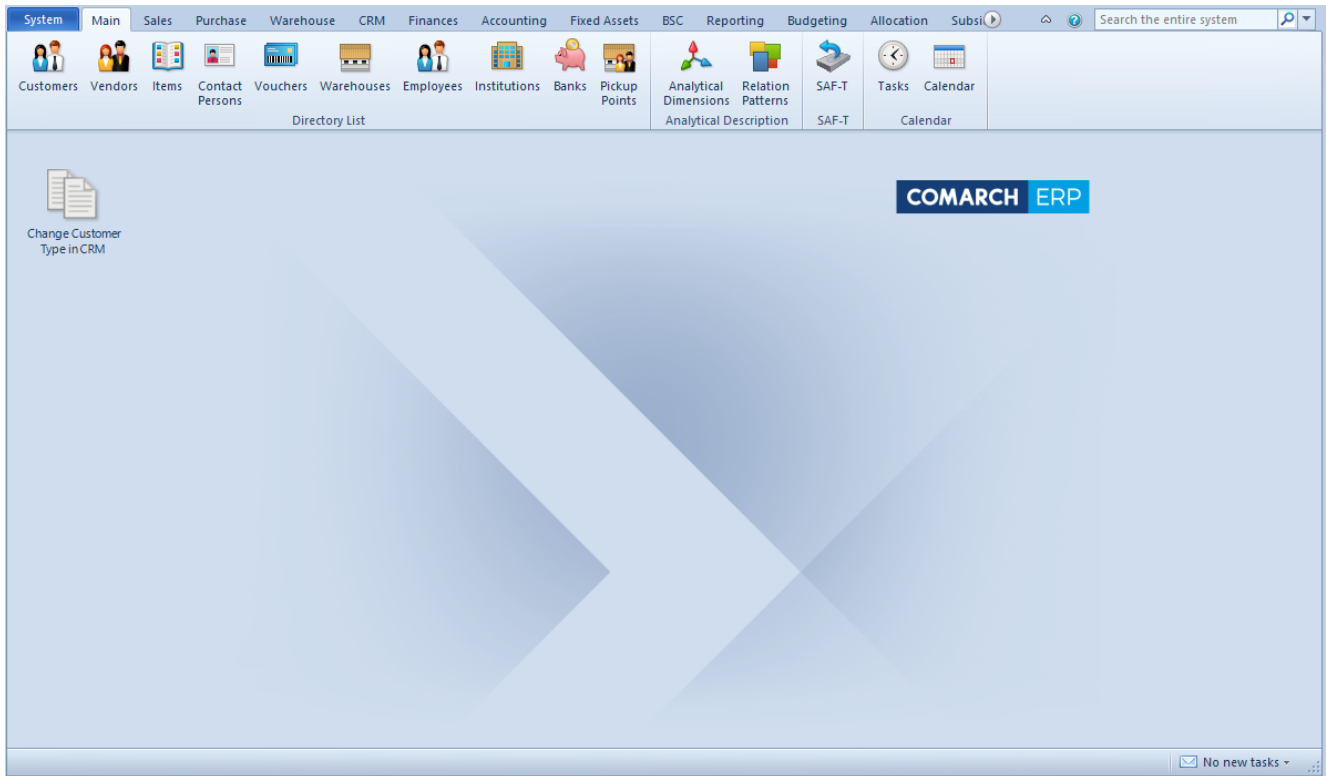 System Main Sales Purchase Warehouse CRM Finances Accounting Fixed Assets BSC Reporting Budgeting Allocation Subsi Search the entire system
Customers Vendors Items Contact Persons Vouchers Warehouses Employees Institutions Banks Pickup Points Analytical Dimensions Relation Patterns SAF-T Tasks Calendar
Directory List Analytical Description SAF-T Calendar
COMARCH ERP
Change Customer
Type in CRM
No new tasks